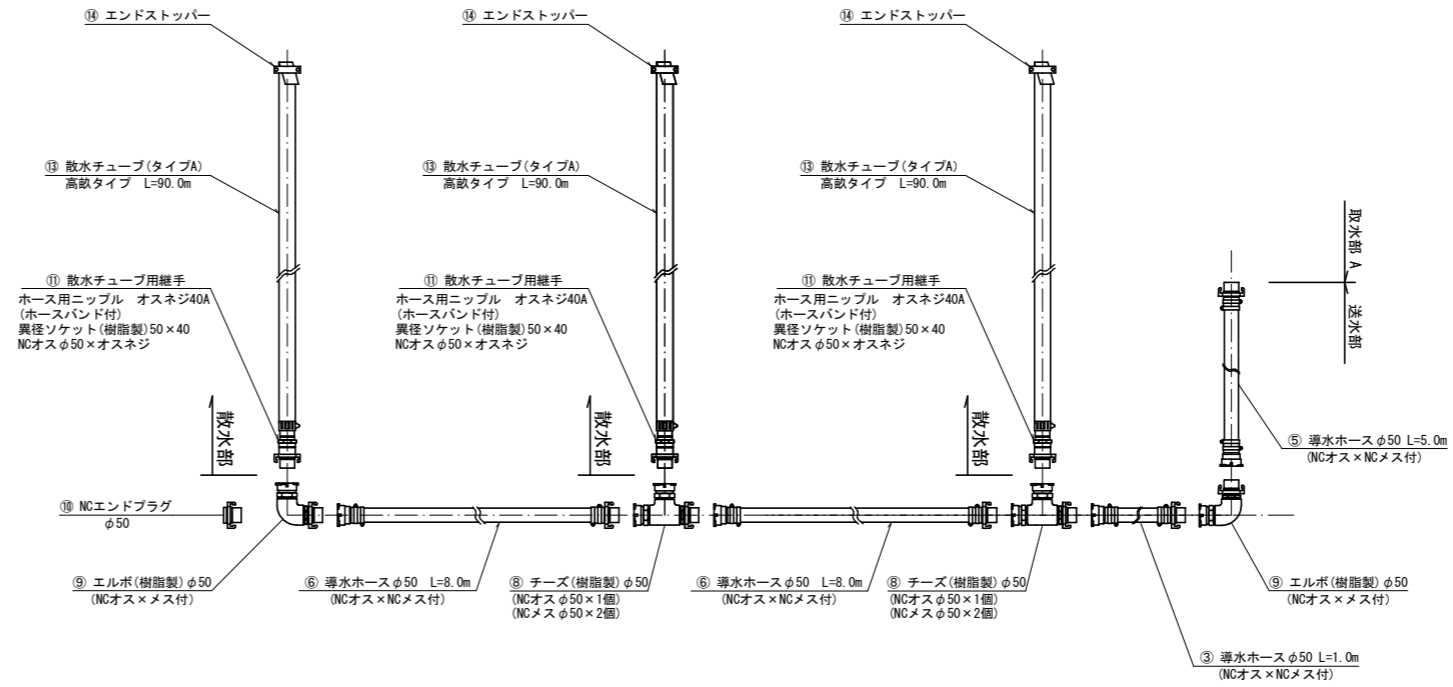 ⑭ エンドストッパー
⑭ エンドストッパー
⑭ エンドストッパー
⑬ 散水チューブ(タイプA)
高畝タイプ L=90.0m
⑬ 散水チューブ(タイプA)
高畝タイプ L=90.0m
⑬ 散水チューブ(タイプA)
高畝タイプ L=90.0m
取水部 A
送水部
⑪ 散水チューブ用継手
ホース用ニップル オスネジ40A
(ホースバンド付)
異径ソケット(樹脂製)50×40
NCオスφ50×オスネジ
⑪ 散水チューブ用継手
ホース用ニップル オスネジ40A
(ホースバンド付)
異径ソケット(樹脂製)50×40
NCオスφ50×オスネジ
⑪ 散水チューブ用継手
ホース用ニップル オスネジ40A
(ホースバンド付)
異径ソケット(樹脂製)50×40
NCオスφ50×オスネジ
散水部
散水部
散水部
⑤ 導水ホースφ50 L=5.0m
(NCオス×NCメス付)
⑩ NCエンドプラグ
φ50
⑨ エルボ(樹脂製)φ50
(NCオス×メス付)
⑥ 導水ホースφ50 L=8.0m
(NCオス×NCメス付)
⑧ チーズ(樹脂製)φ50
(NCオスφ50×1個)
(NCメスφ50×2個)
⑥ 導水ホースφ50 L=8.0m
(NCオス×NCメス付)
⑧ チーズ(樹脂製)φ50
(NCオスφ50×1個)
(NCメスφ50×2個)
⑨ エルボ(樹脂製)φ50
(NCオス×メス付)
③ 導水ホースφ50 L=1.0m
(NCオス×NCメス付)